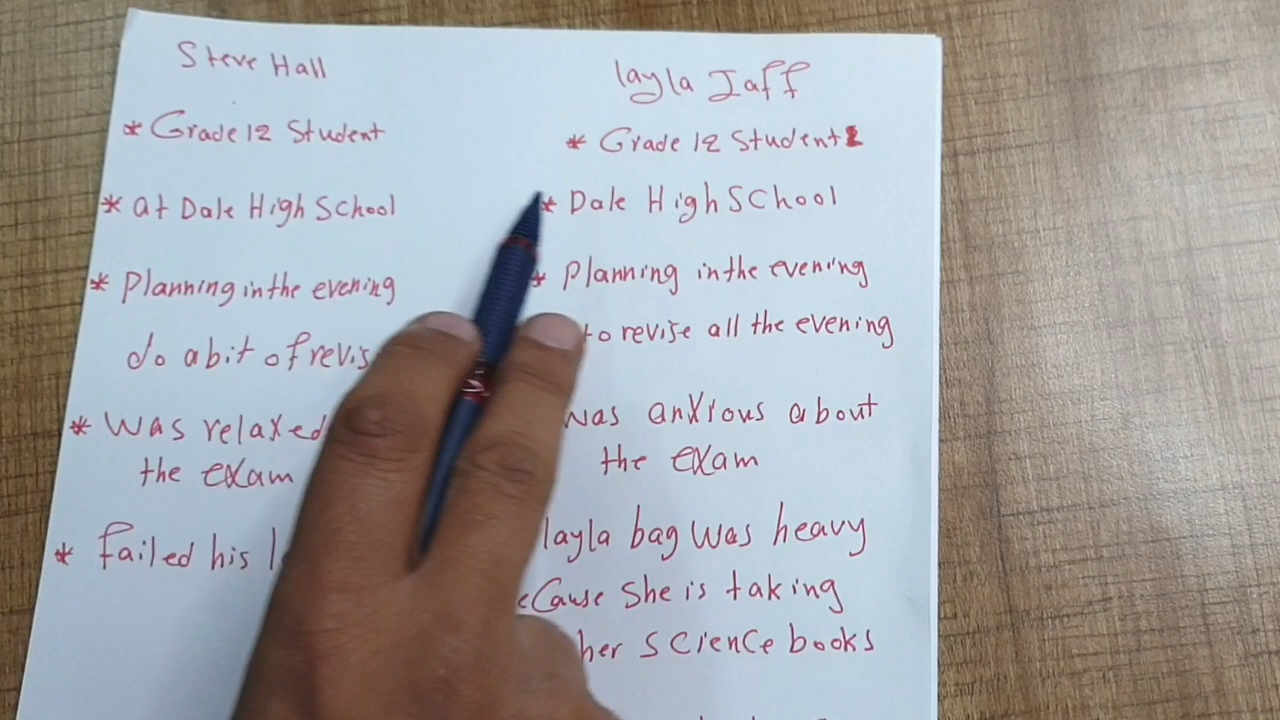 Steve Hall
* Grade 12 Student
* at Dale High School
* Planning in the evening
do a bit of
* Was relaxed
the exam
* failed his
layla Jaff
* Grade 12 Student
* Dale High School
* Planning in the evening
to revise all the evening
was anxious about
the exam
layla bag was heavy
she is taking
her science books